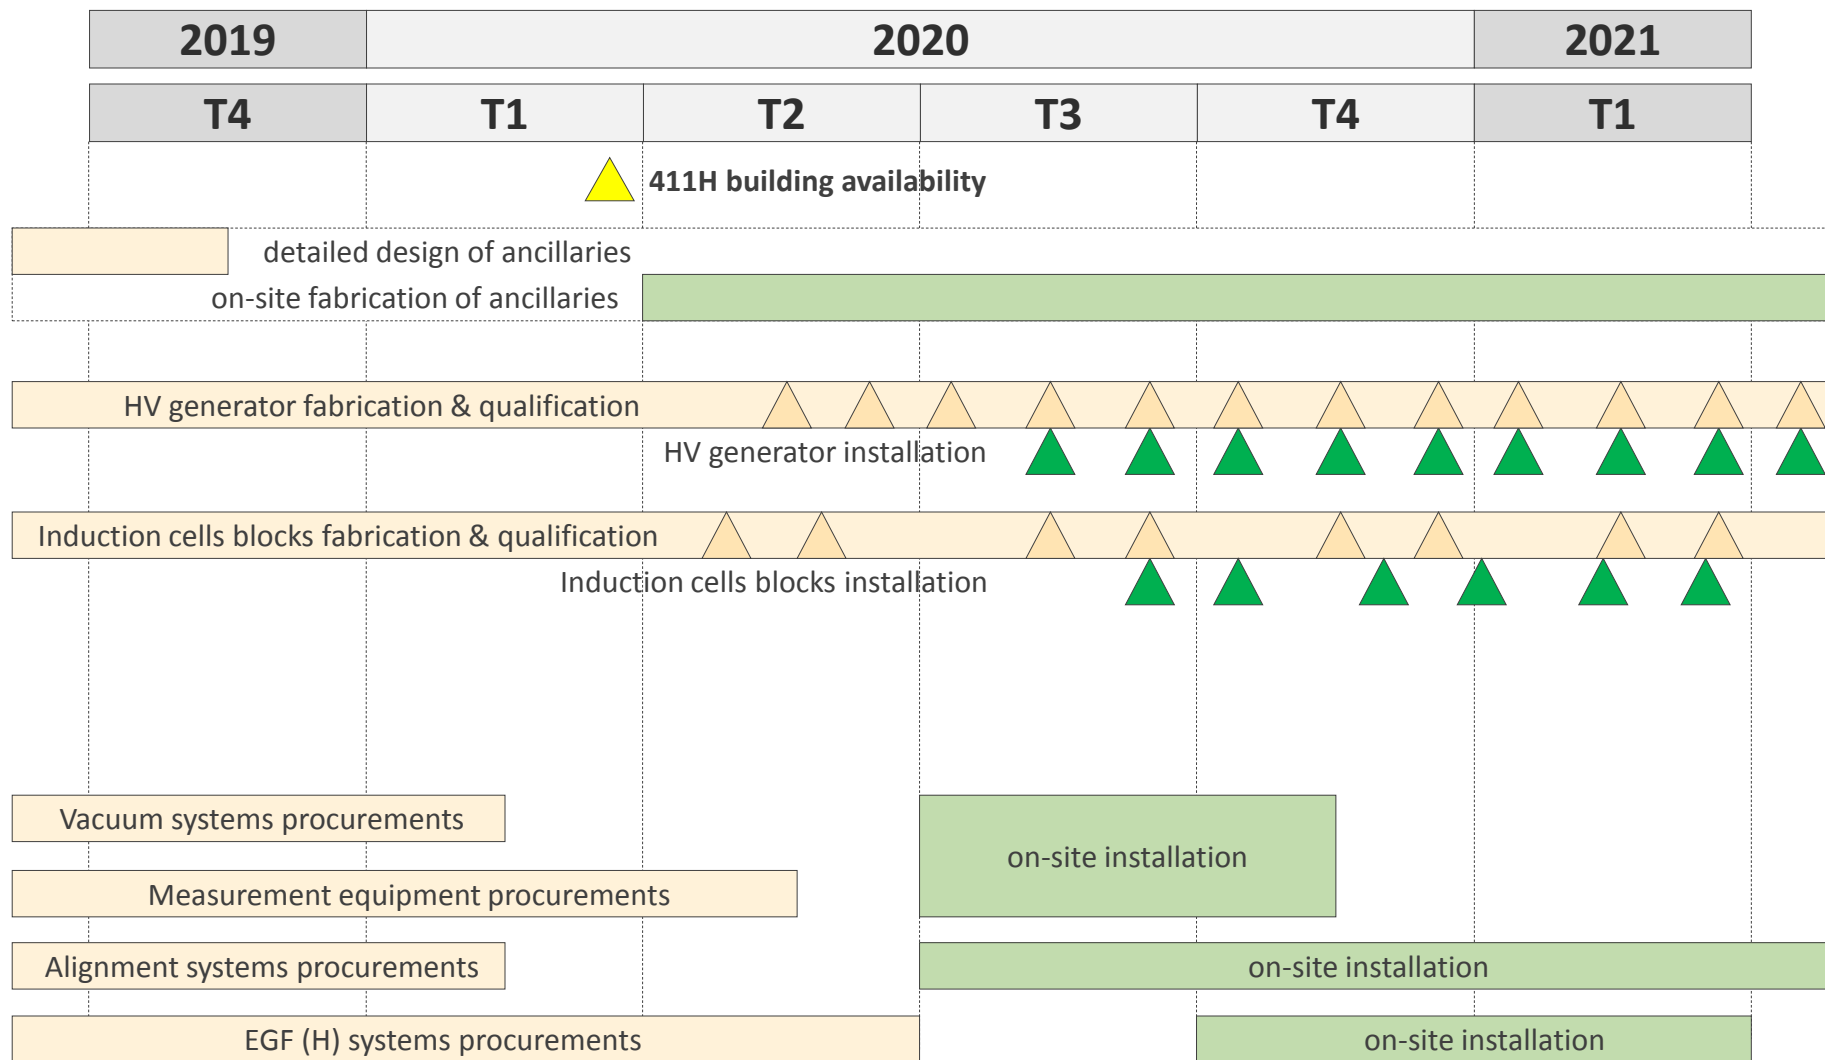 2019 2020 2021
T4 T1 T2 T3 T4 T1
411H building availability
detailed design of ancillaries
on-site fabrication of ancillaries
HV generator fabrication & qualification
HV generator installation
Induction cells blocks fabrication & qualification
Induction cells blocks installation
Vacuum systems procurements
on-site installation
Measurement equipment procurements
Alignment systems procurements on-site installation
EGF (H) systems procurements on-site installation